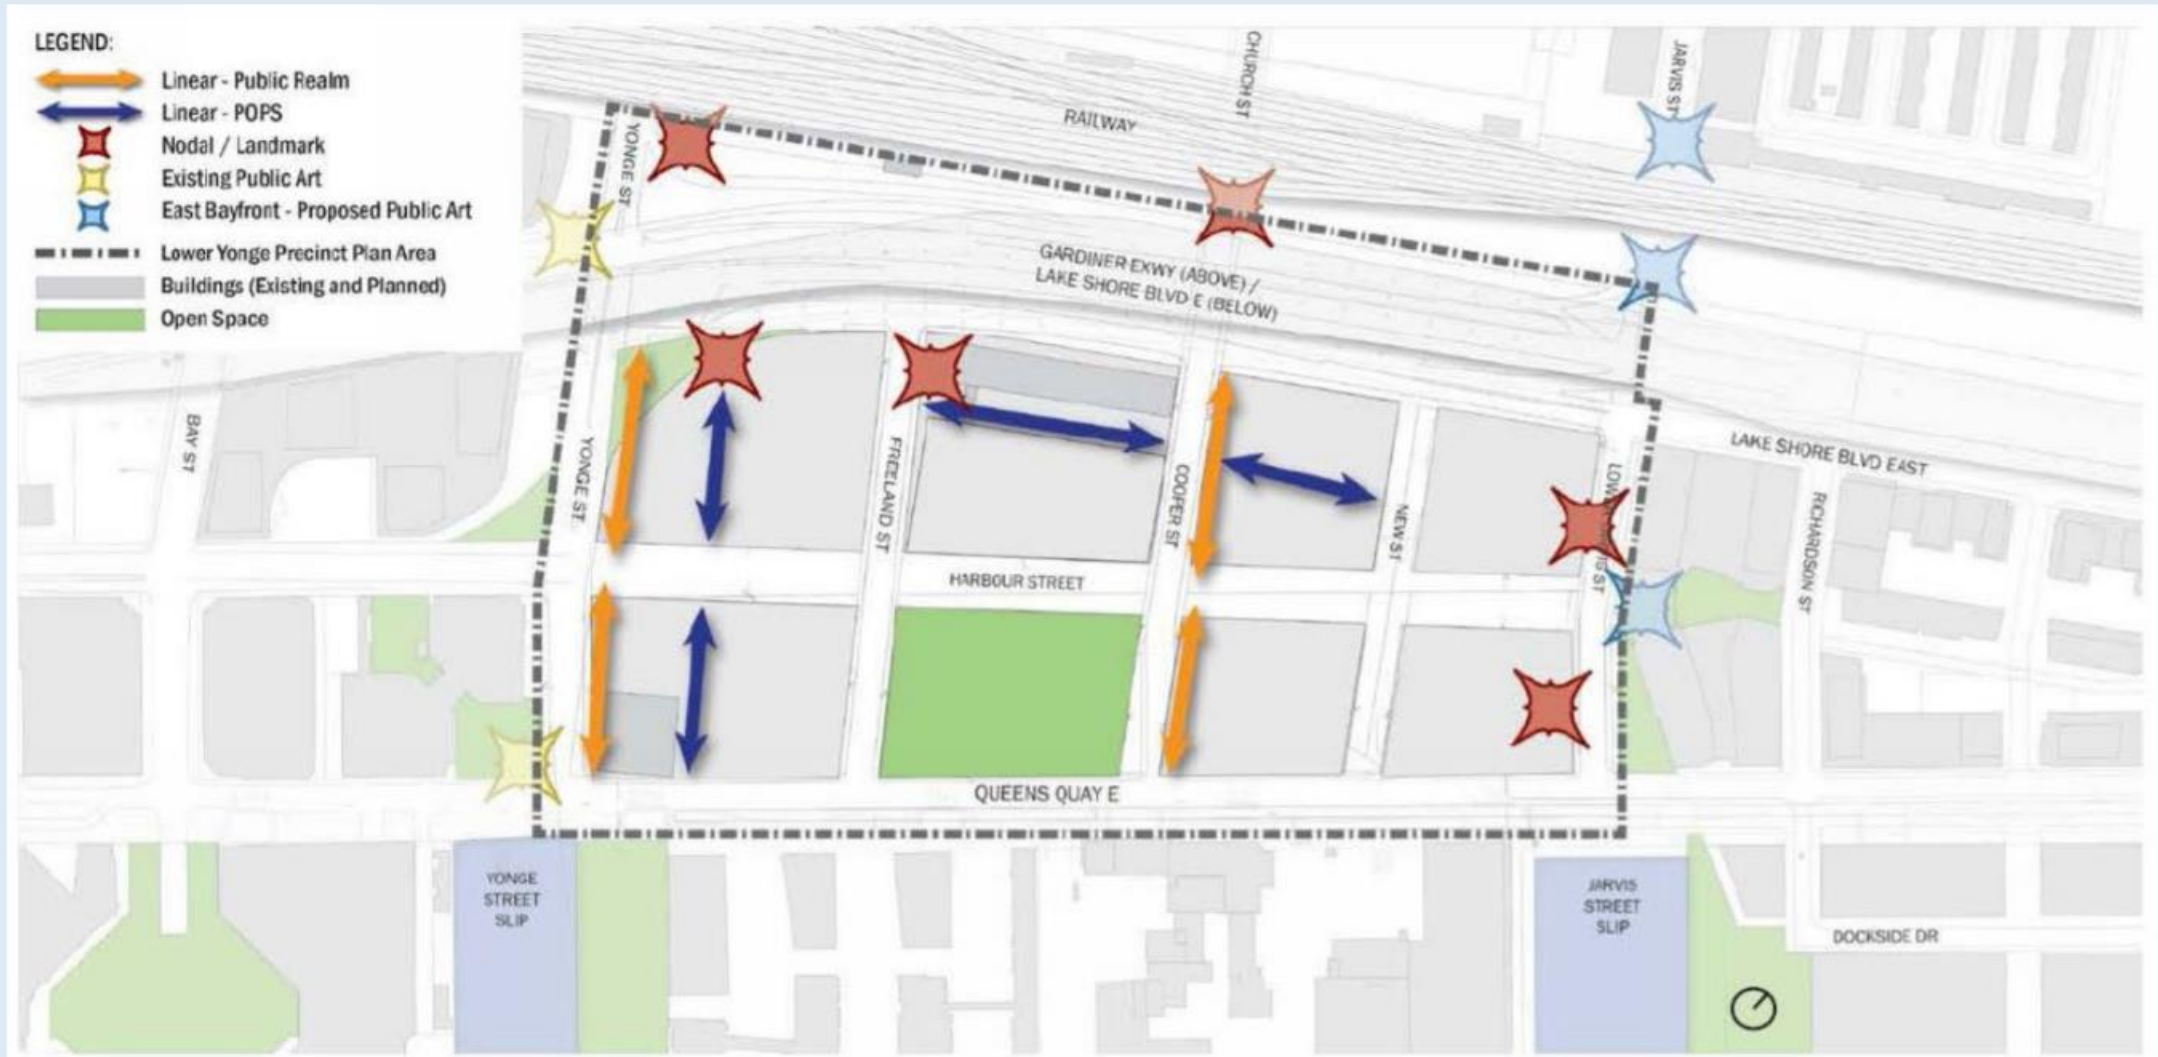 LEGEND:
Linear - Public Realm
Linear - POPS
Nodal / Landmark
Existing Public Art
East Bayfront - Proposed Public Art
Lower Yonge Precinct Plan Area
Buildings (Existing and Planned)
Open Space
CHURCH ST
JARVIS ST
RAILWAY
YONGE ST
GARDINER EXWY (ABOVE) /
LAKE SHORE BLVD E (BELOW)
BAY ST
YONGE ST
FREELAND ST
COOPER ST
NEW ST
LAKE SHORE BLVD EAST
RICHARDSON ST
HARBOUR STREET
QUEENS QUAY E
YONGE
STREET
SLIP
JARVIS
STREET
SLIP
DOCKSIDE DR